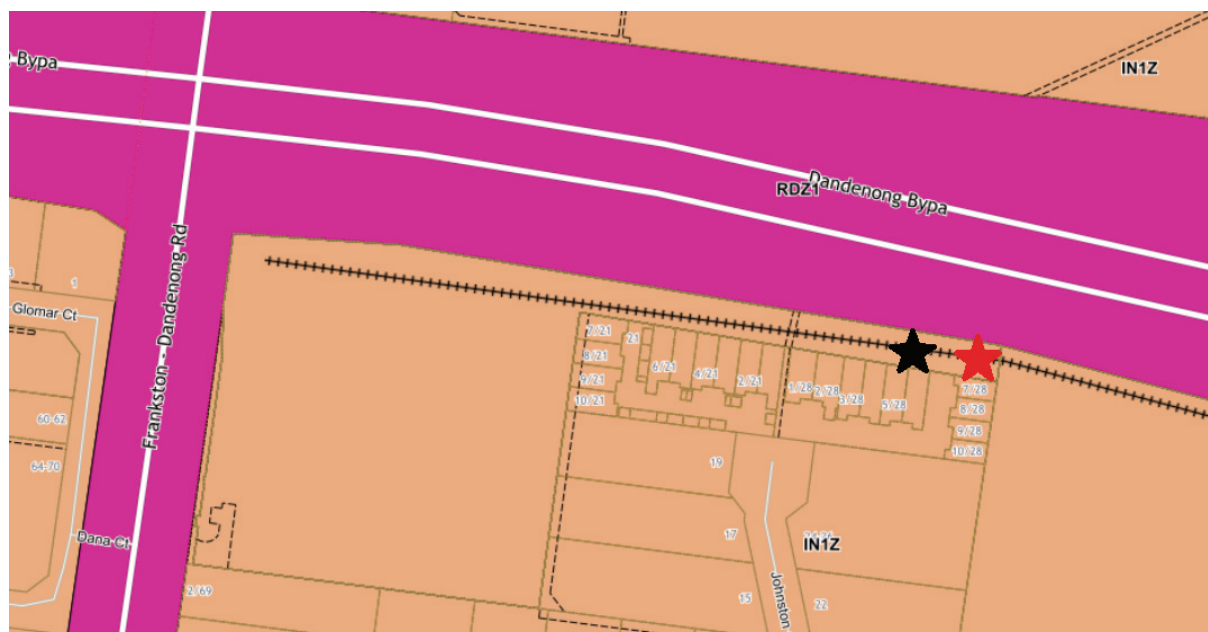 Bypa
IN1Z
Dandenong Bypa
RDZ1
Frankston - Dandenong Rd
1
Glomar Ct
7/21
21
8/21
6/21
4/21
2/21
9/21
10/21
1/28
2/28
3/28
5/28
7/28
8/28
9/28
10/28
60-62
64-70
19
17
IN1Z
Dana Ct
2/69
15
Johnston
22